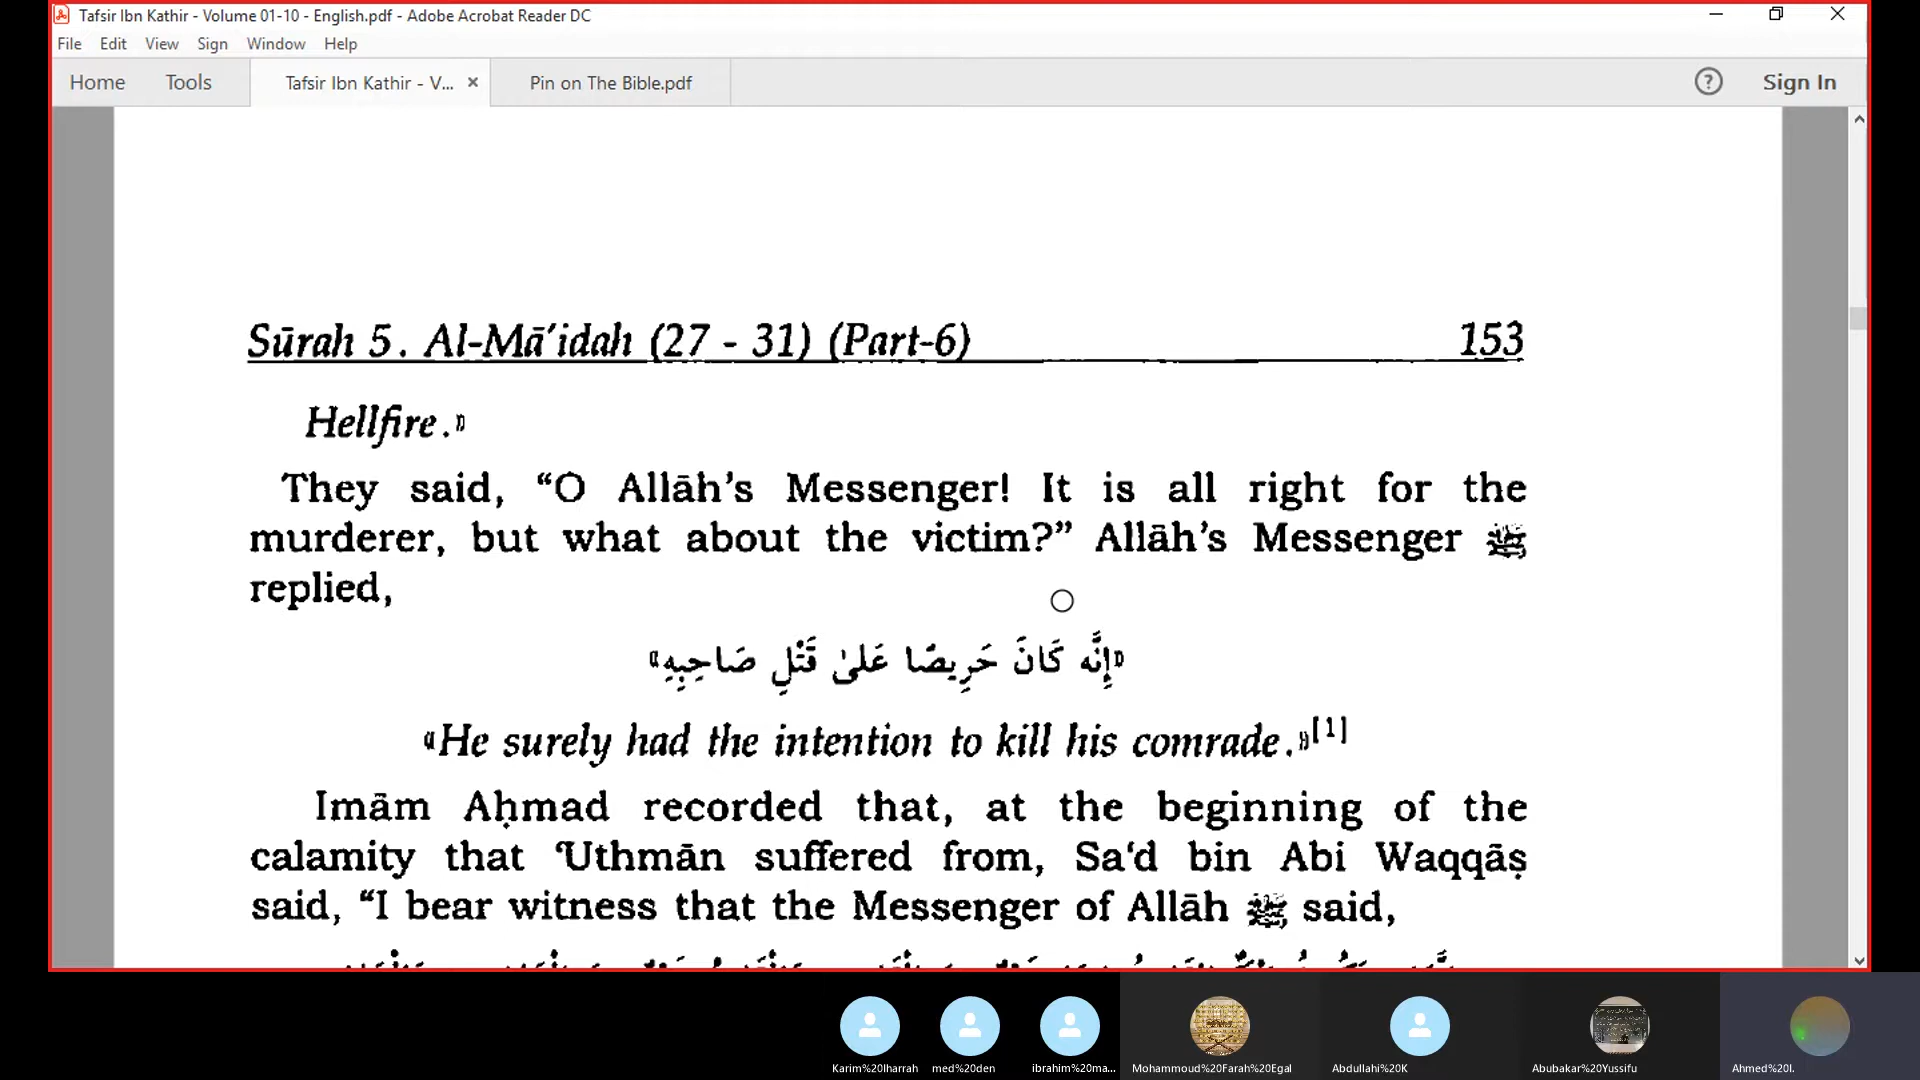 Tafsir Ibn Kathir - Volume 01-10 - English.pdf - Adobe Acrobat Reader DC
File Edit View Sign Window Help
Home Tools Tafsir Ibn Kathir - V... × Pin on The Bible.pdf ? Sign In
Sūrah 5. Al-Mā'idah (27 - 31) (Part-6) 153
Hellfire.»
They said, “O Allāh’s Messenger! It is all right for the
murderer, but what about the victim?” Allāh’s Messenger ﷺ
replied,
«إِنَّه كَانَ حَرِيصًا عَلىٰ قَتْلِ صَاحِبِهِ»
«He surely had the intention to kill his comrade.»[1]
Imām Aḥmad recorded that, at the beginning of the
calamity that ‘Uthmān suffered from, Sa‘d bin Abi Waqqāṣ
said, “I bear witness that the Messenger of Allāh ﷺ said,
Karim%20Iharrah med%20den ibrahim%20ma... Mohammoud%20Farah%20Egal Abdullahi%20K Abubakar%20Yussifu Ahmed%20I.